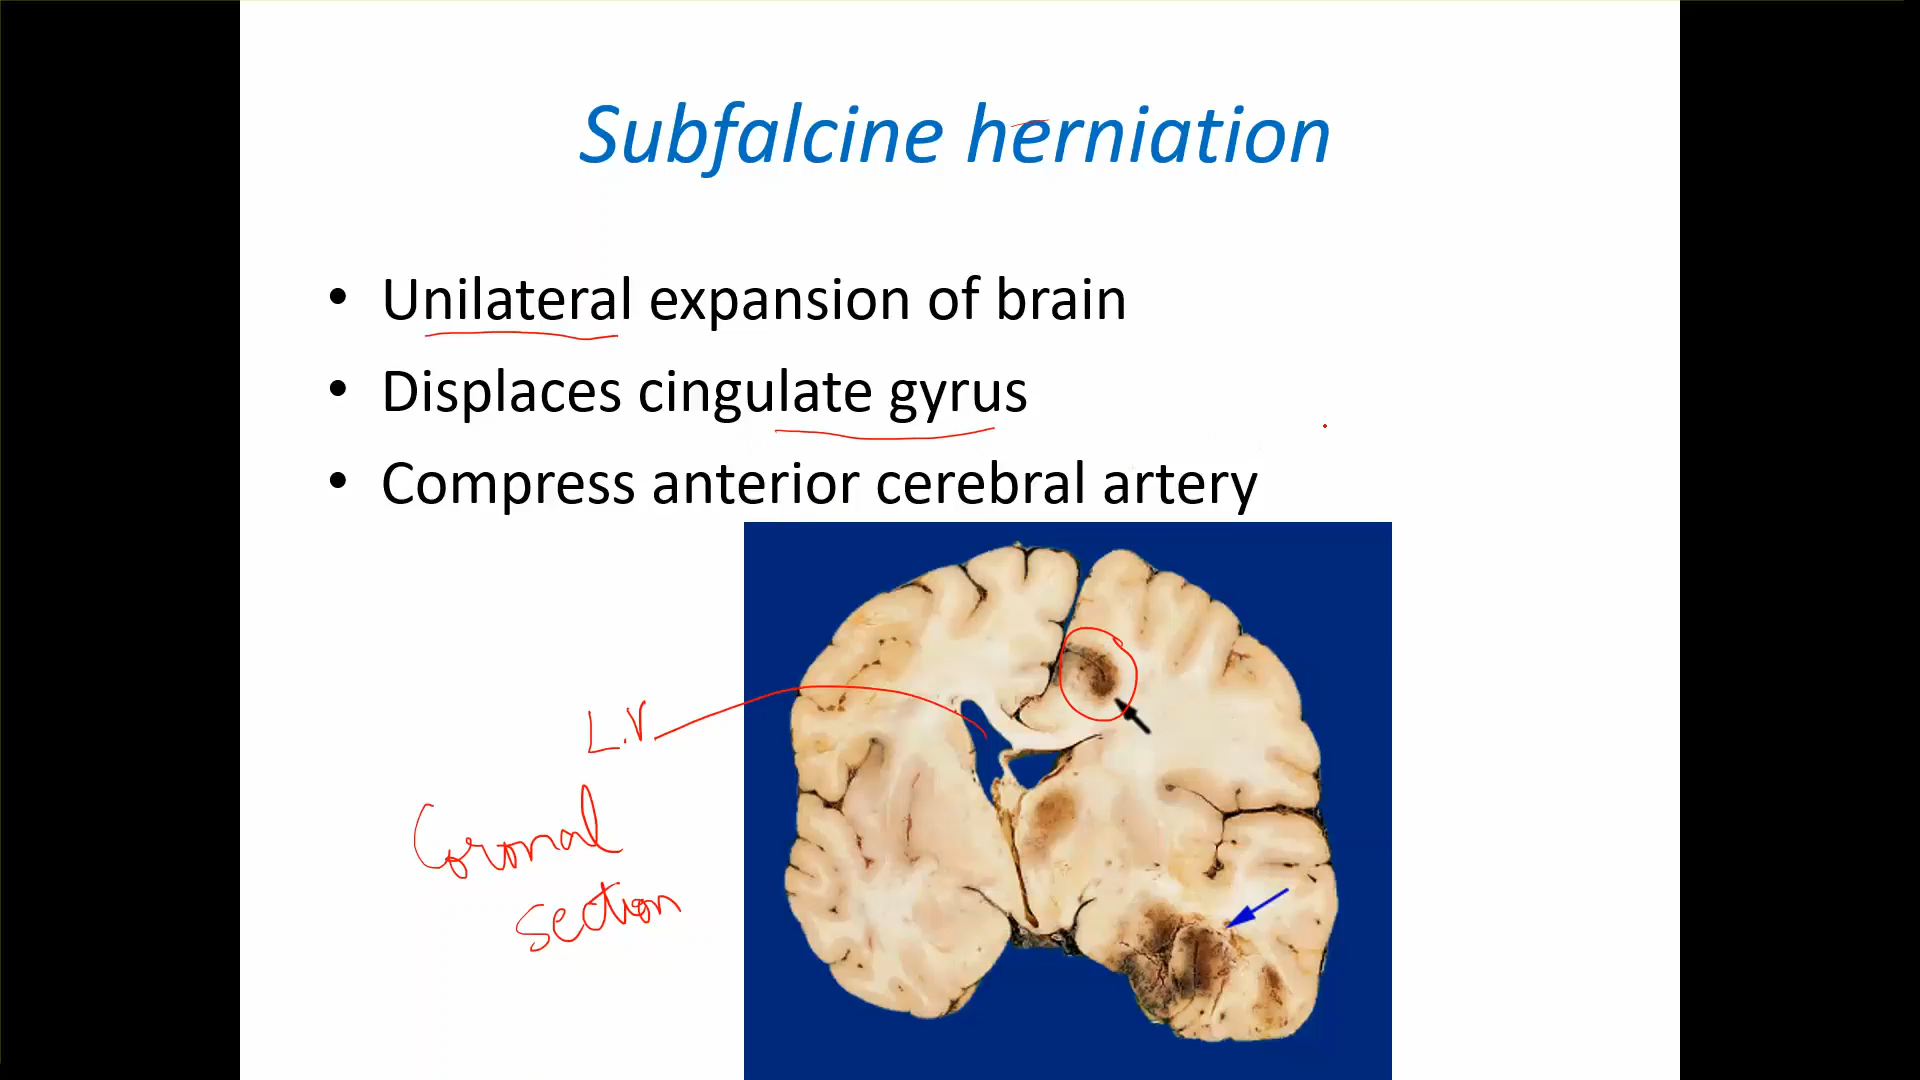 Subfalcine herniation
• Unilateral expansion of brain
• Displaces cingulate gyrus
• Compress anterior cerebral artery
L.V
Coronal
section